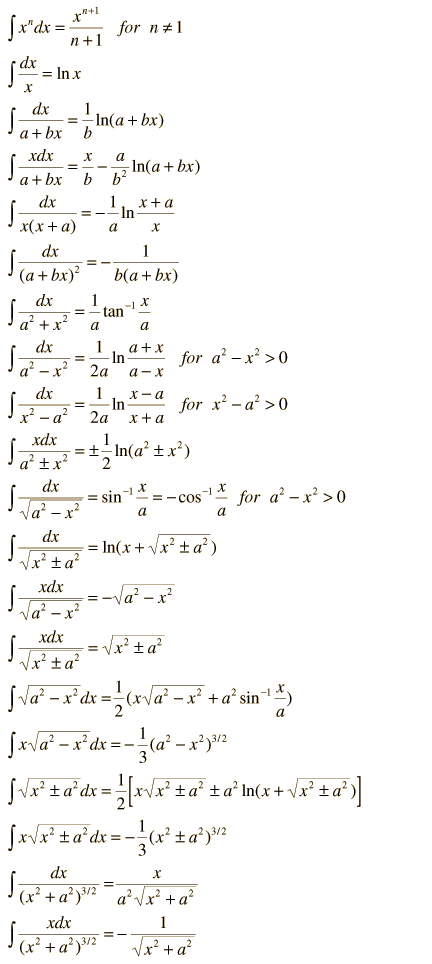 ∫xⁿdx = xⁿ⁺¹/(n+1) for n≠1
∫dx/x = ln x
∫dx/(a+bx) = (1/b)ln(a+bx)
∫xdx/(a+bx) = x/b − (a/b²)ln(a+bx)
∫dx/(x(x+a)) = −(1/a)ln((x+a)/x)
∫dx/(a+bx)² = −1/(b(a+bx))
∫dx/(a²+x²) = (1/a)tan⁻¹(x/a)
∫dx/(a²−x²) = (1/2a)ln((a+x)/(a−x)) for a²−x²>0
∫dx/(x²−a²) = (1/2a)ln((x−a)/(x+a)) for x²−a²>0
∫xdx/(a²±x²) = ±(1/2)ln(a²±x²)
∫dx/√(a²−x²) = sin⁻¹(x/a) = −cos⁻¹(x/a) for a²−x²>0
∫dx/√(x²±a²) = ln(x+√(x²±a²))
∫xdx/√(a²−x²) = −√(a²−x²)
∫xdx/√(x²±a²) = √(x²±a²)
∫√(a²−x²)dx = (1/2)(x√(a²−x²)+a²sin⁻¹(x/a))
∫x√(a²−x²)dx = −(1/3)(a²−x²)^(3/2)
∫√(x²±a²)dx = (1/2)[x√(x²±a²)±a²ln(x+√(x²±a²))]
∫x√(x²±a²)dx = −(1/3)(x²±a²)^(3/2)
∫dx/(x²+a²)^(3/2) = x/(a²√(x²+a²))
∫xdx/(x²+a²)^(3/2) = −1/√(x²+a²)